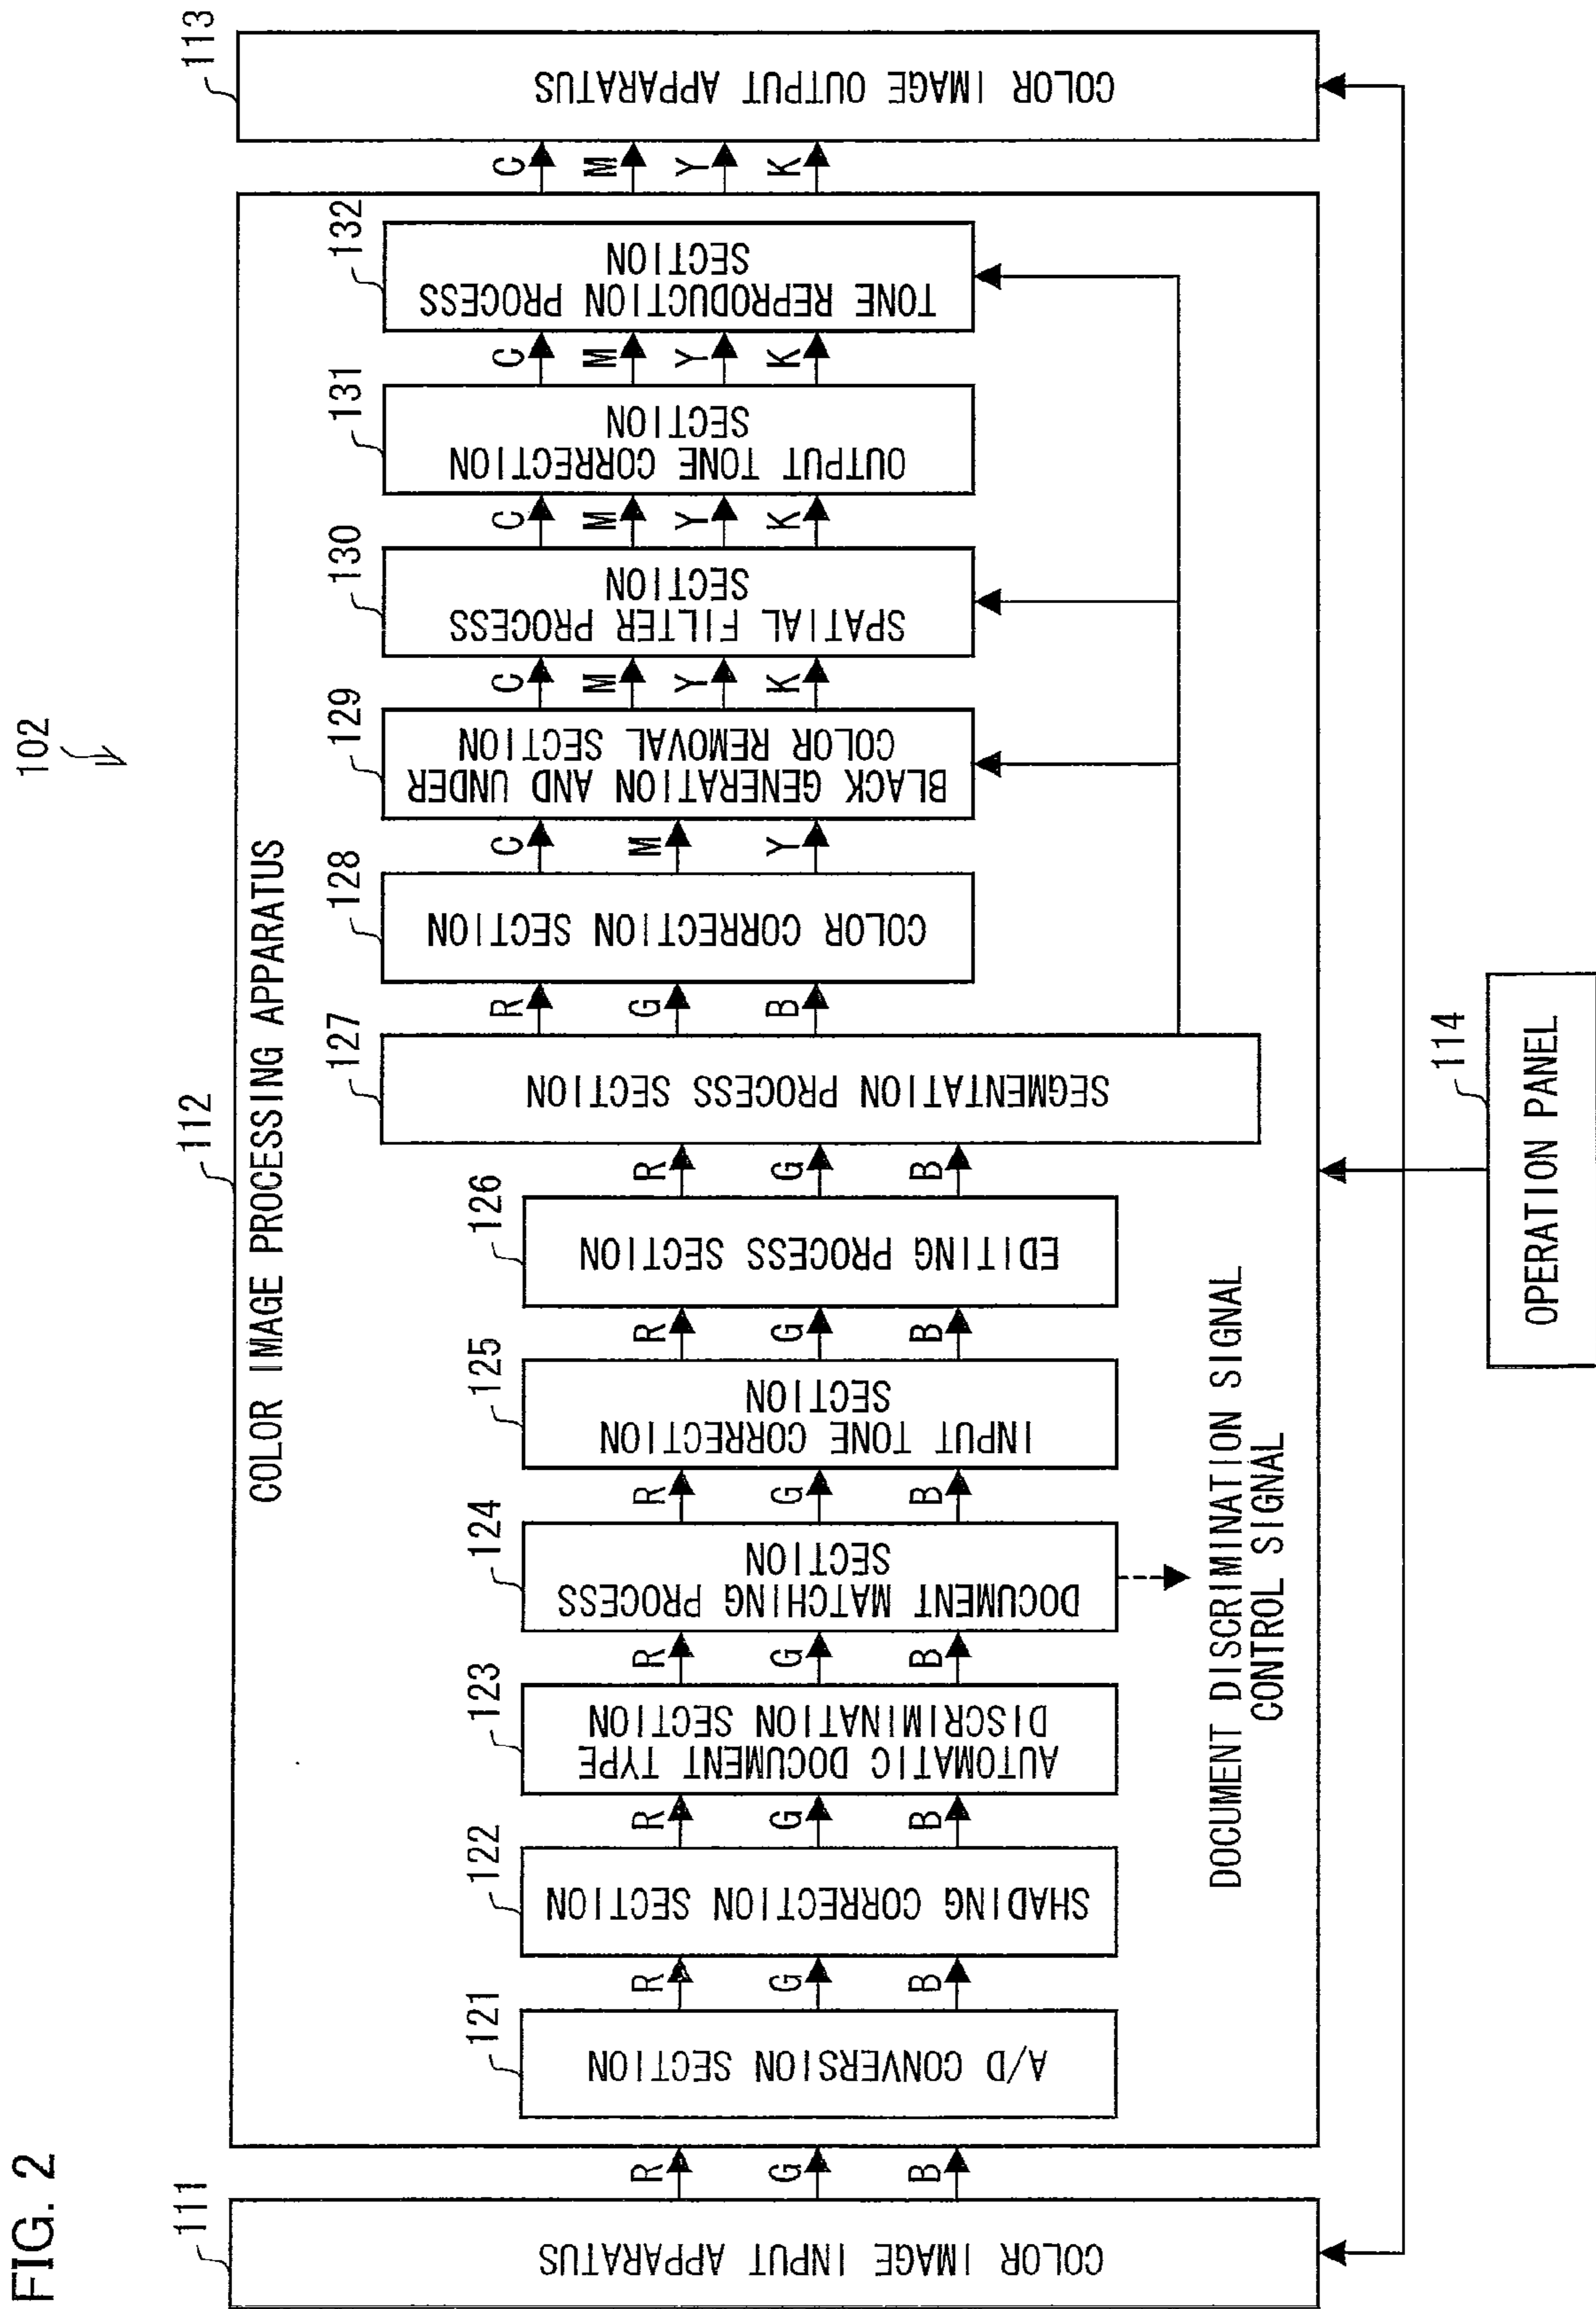 FIG. 2
102
112
COLOR IMAGE PROCESSING APPARATUS
111
COLOR IMAGE INPUT APPARATUS
R
G
B
121
A/D CONVERSION SECTION
R
G
B
122
SHADING CORRECTION SECTION
R
G
B
123
AUTOMATIC DOCUMENT TYPE
DISCRIMINATION SECTION
R
G
B
124
DOCUMENT MATCHING PROCESS
SECTION
R
G
B
125
INPUT TONE CORRECTION
SECTION
R
G
B
126
EDITING PROCESS SECTION
R
G
B
127
SEGMENTATION PROCESS SECTION
R
G
B
128
COLOR CORRECTION SECTION
C
M
Y
129
BLACK GENERATION AND UNDER
COLOR REMOVAL SECTION
C
M
Y
K
130
SPATIAL FILTER PROCESS
SECTION
C
M
Y
K
131
OUTPUT TONE CORRECTION
SECTION
C
M
Y
K
132
TONE REPRODUCTION PROCESS
SECTION
C
M
Y
K
113
COLOR IMAGE OUTPUT APPARATUS
DOCUMENT DISCRIMINATION SIGNAL
CONTROL SIGNAL
114
OPERATION PANEL